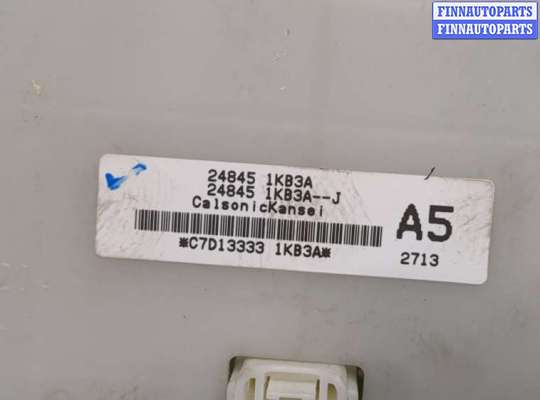 FINNAUTOPARTS
FINNAUTOPARTS
24845 1KB3A
24845 1KB3A--J
CalsonicKansei
A5
*C7D13333 1KB3A*
2713